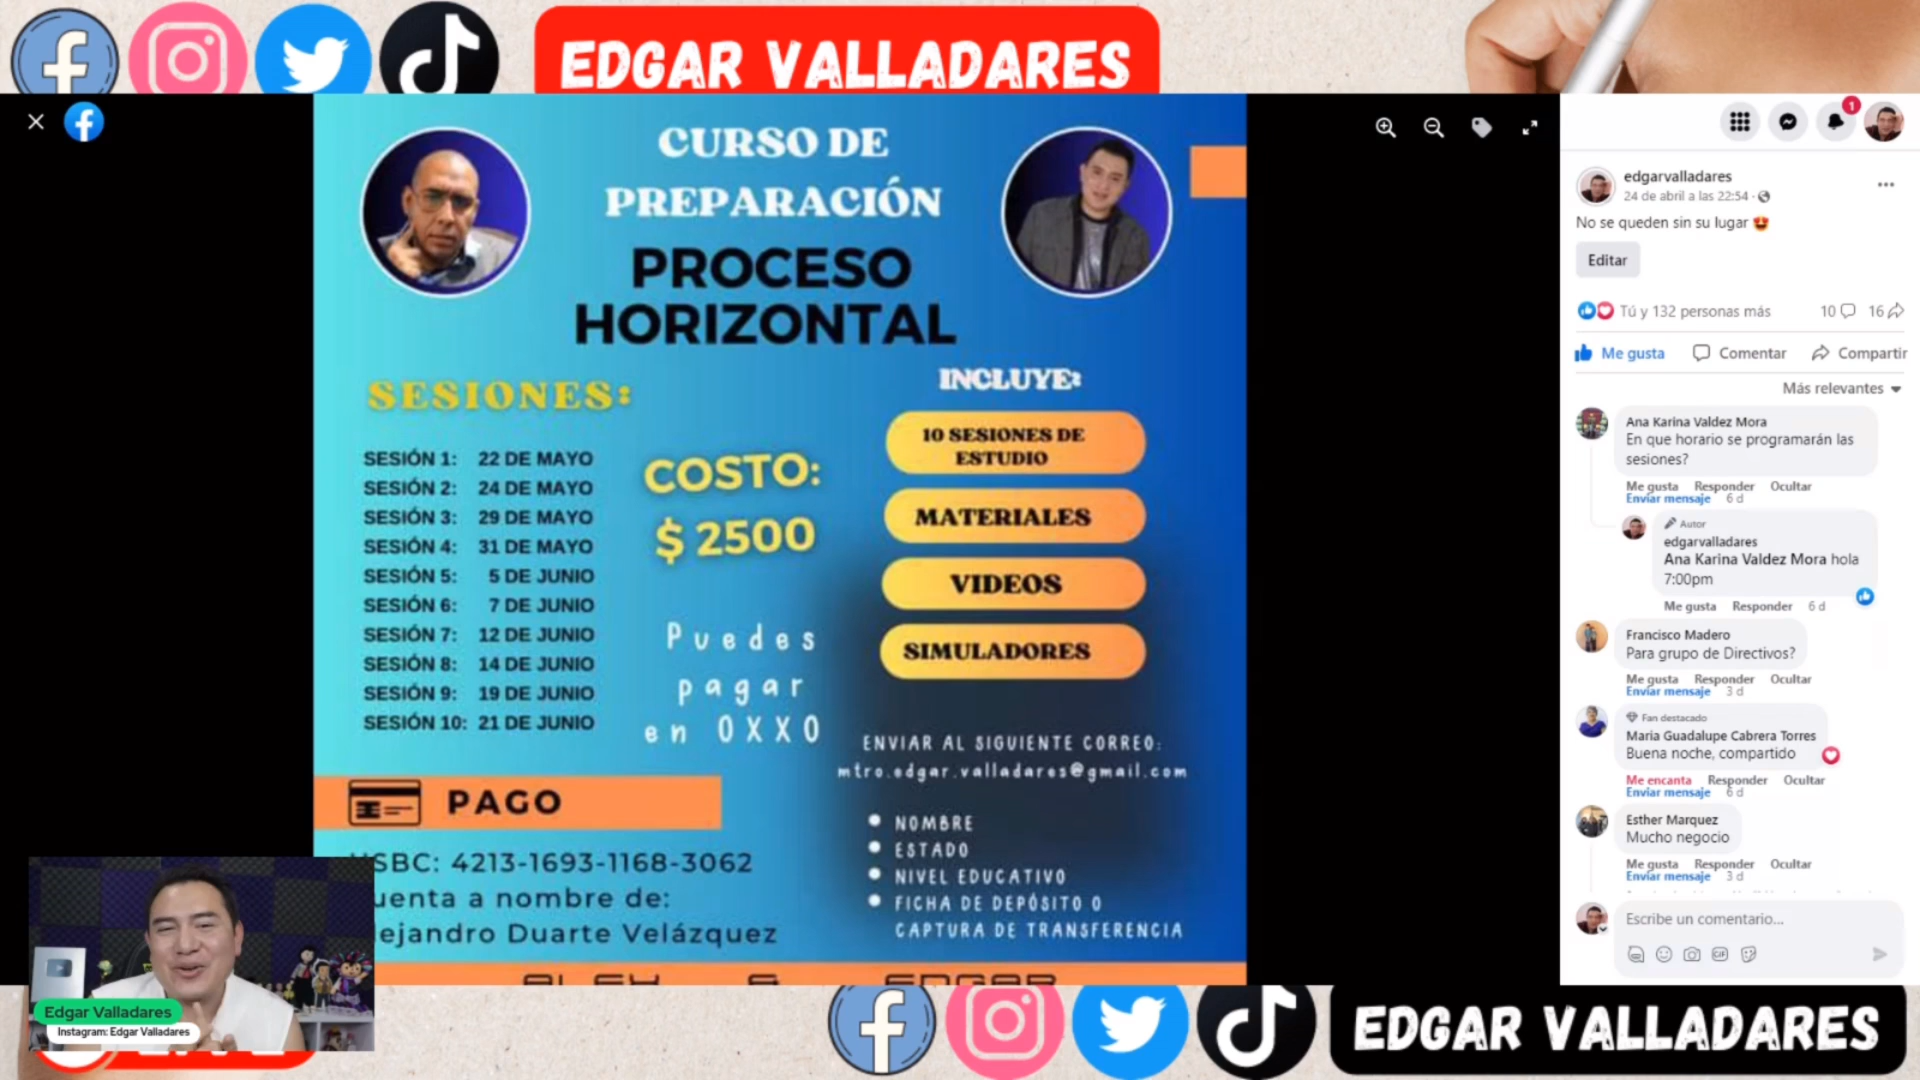 EDGAR VALLADARES
CURSO DE
PREPARACIÓN
PROCESO
HORIZONTAL
SESIONES:
SESIÓN 1: 22 DE MAYO
SESIÓN 2: 24 DE MAYO
SESIÓN 3: 29 DE MAYO
SESIÓN 4: 31 DE MAYO
SESIÓN 5: 5 DE JUNIO
SESIÓN 6: 7 DE JUNIO
SESIÓN 7: 12 DE JUNIO
SESIÓN 8: 14 DE JUNIO
SESIÓN 9: 19 DE JUNIO
SESIÓN 10: 21 DE JUNIO
COSTO:
$ 2500
Puedes
pagar
en OXXO
INCLUYE:
10 SESIONES DE
ESTUDIO
MATERIALES
VIDEOS
SIMULADORES
ENVIAR AL SIGUIENTE CORREO:
mtro.edgar.valladares@gmail.com
NOMBRE
ESTADO
NIVEL EDUCATIVO
FICHA DE DEPÓSITO O
CAPTURA DE TRANSFERENCIA
PAGO
SBC: 4213-1693-1168-3062
uenta a nombre de:
lejandro Duarte Velázquez
Edgar Valladares
Instagram: Edgar Valladares
1
edgarvalladares
24 de abril a las 22:54 ·
No se queden sin su lugar 🤩
Editar
Tú y 132 personas más 10 16
Me gusta Comentar Compartir
Más relevantes
Ana Karina Valdez Mora
En que horario se programarán las
sesiones?
Me gusta Responder Ocultar
Enviar mensaje 6 d
Autor
edgarvalladares
Ana Karina Valdez Mora hola
7:00pm
Me gusta Responder 6 d
Francisco Madero
Para grupo de Directivos?
Me gusta Responder Ocultar
Enviar mensaje 3 d
Fan destacado
Maria Guadalupe Cabrera Torres
Buena noche, compartido
Me encanta Responder Ocultar
Enviar mensaje 6 d
Esther Marquez
Mucho negocio
Me gusta Responder Ocultar
Enviar mensaje 3 d
Escribe un comentario...
GIF
EDGAR VALLADARES